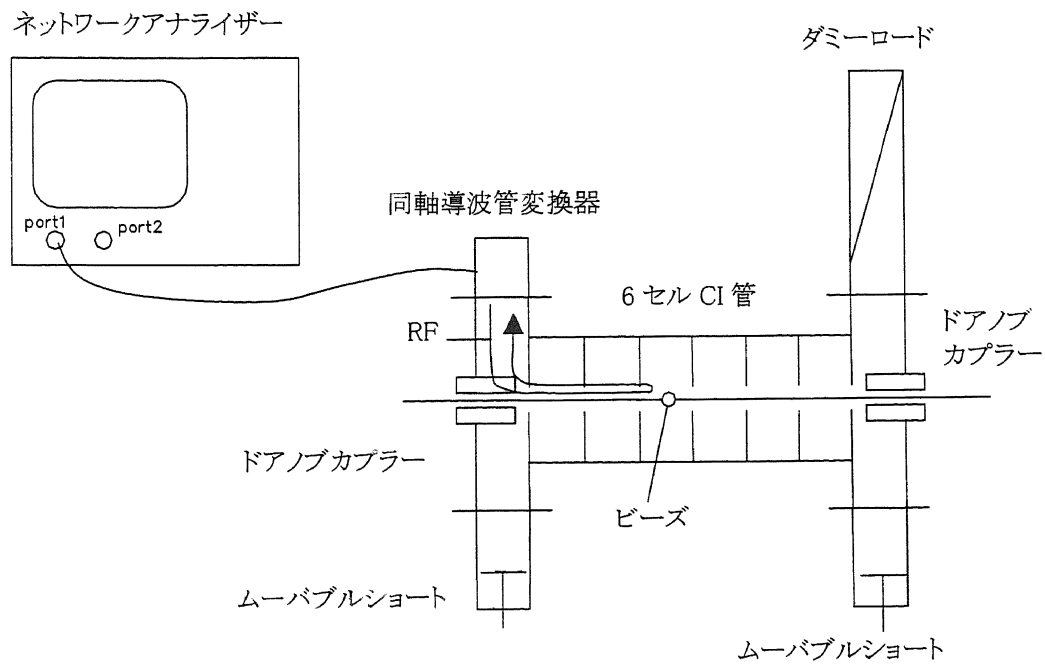 ネットワークアナライザー
ダミーロード
port1
port2
同軸導波管変換器
6 セル CI 管
RF
ドアノブ
カプラー
ドアノブカプラー
ビーズ
ムーバブルショート
ムーバブルショート